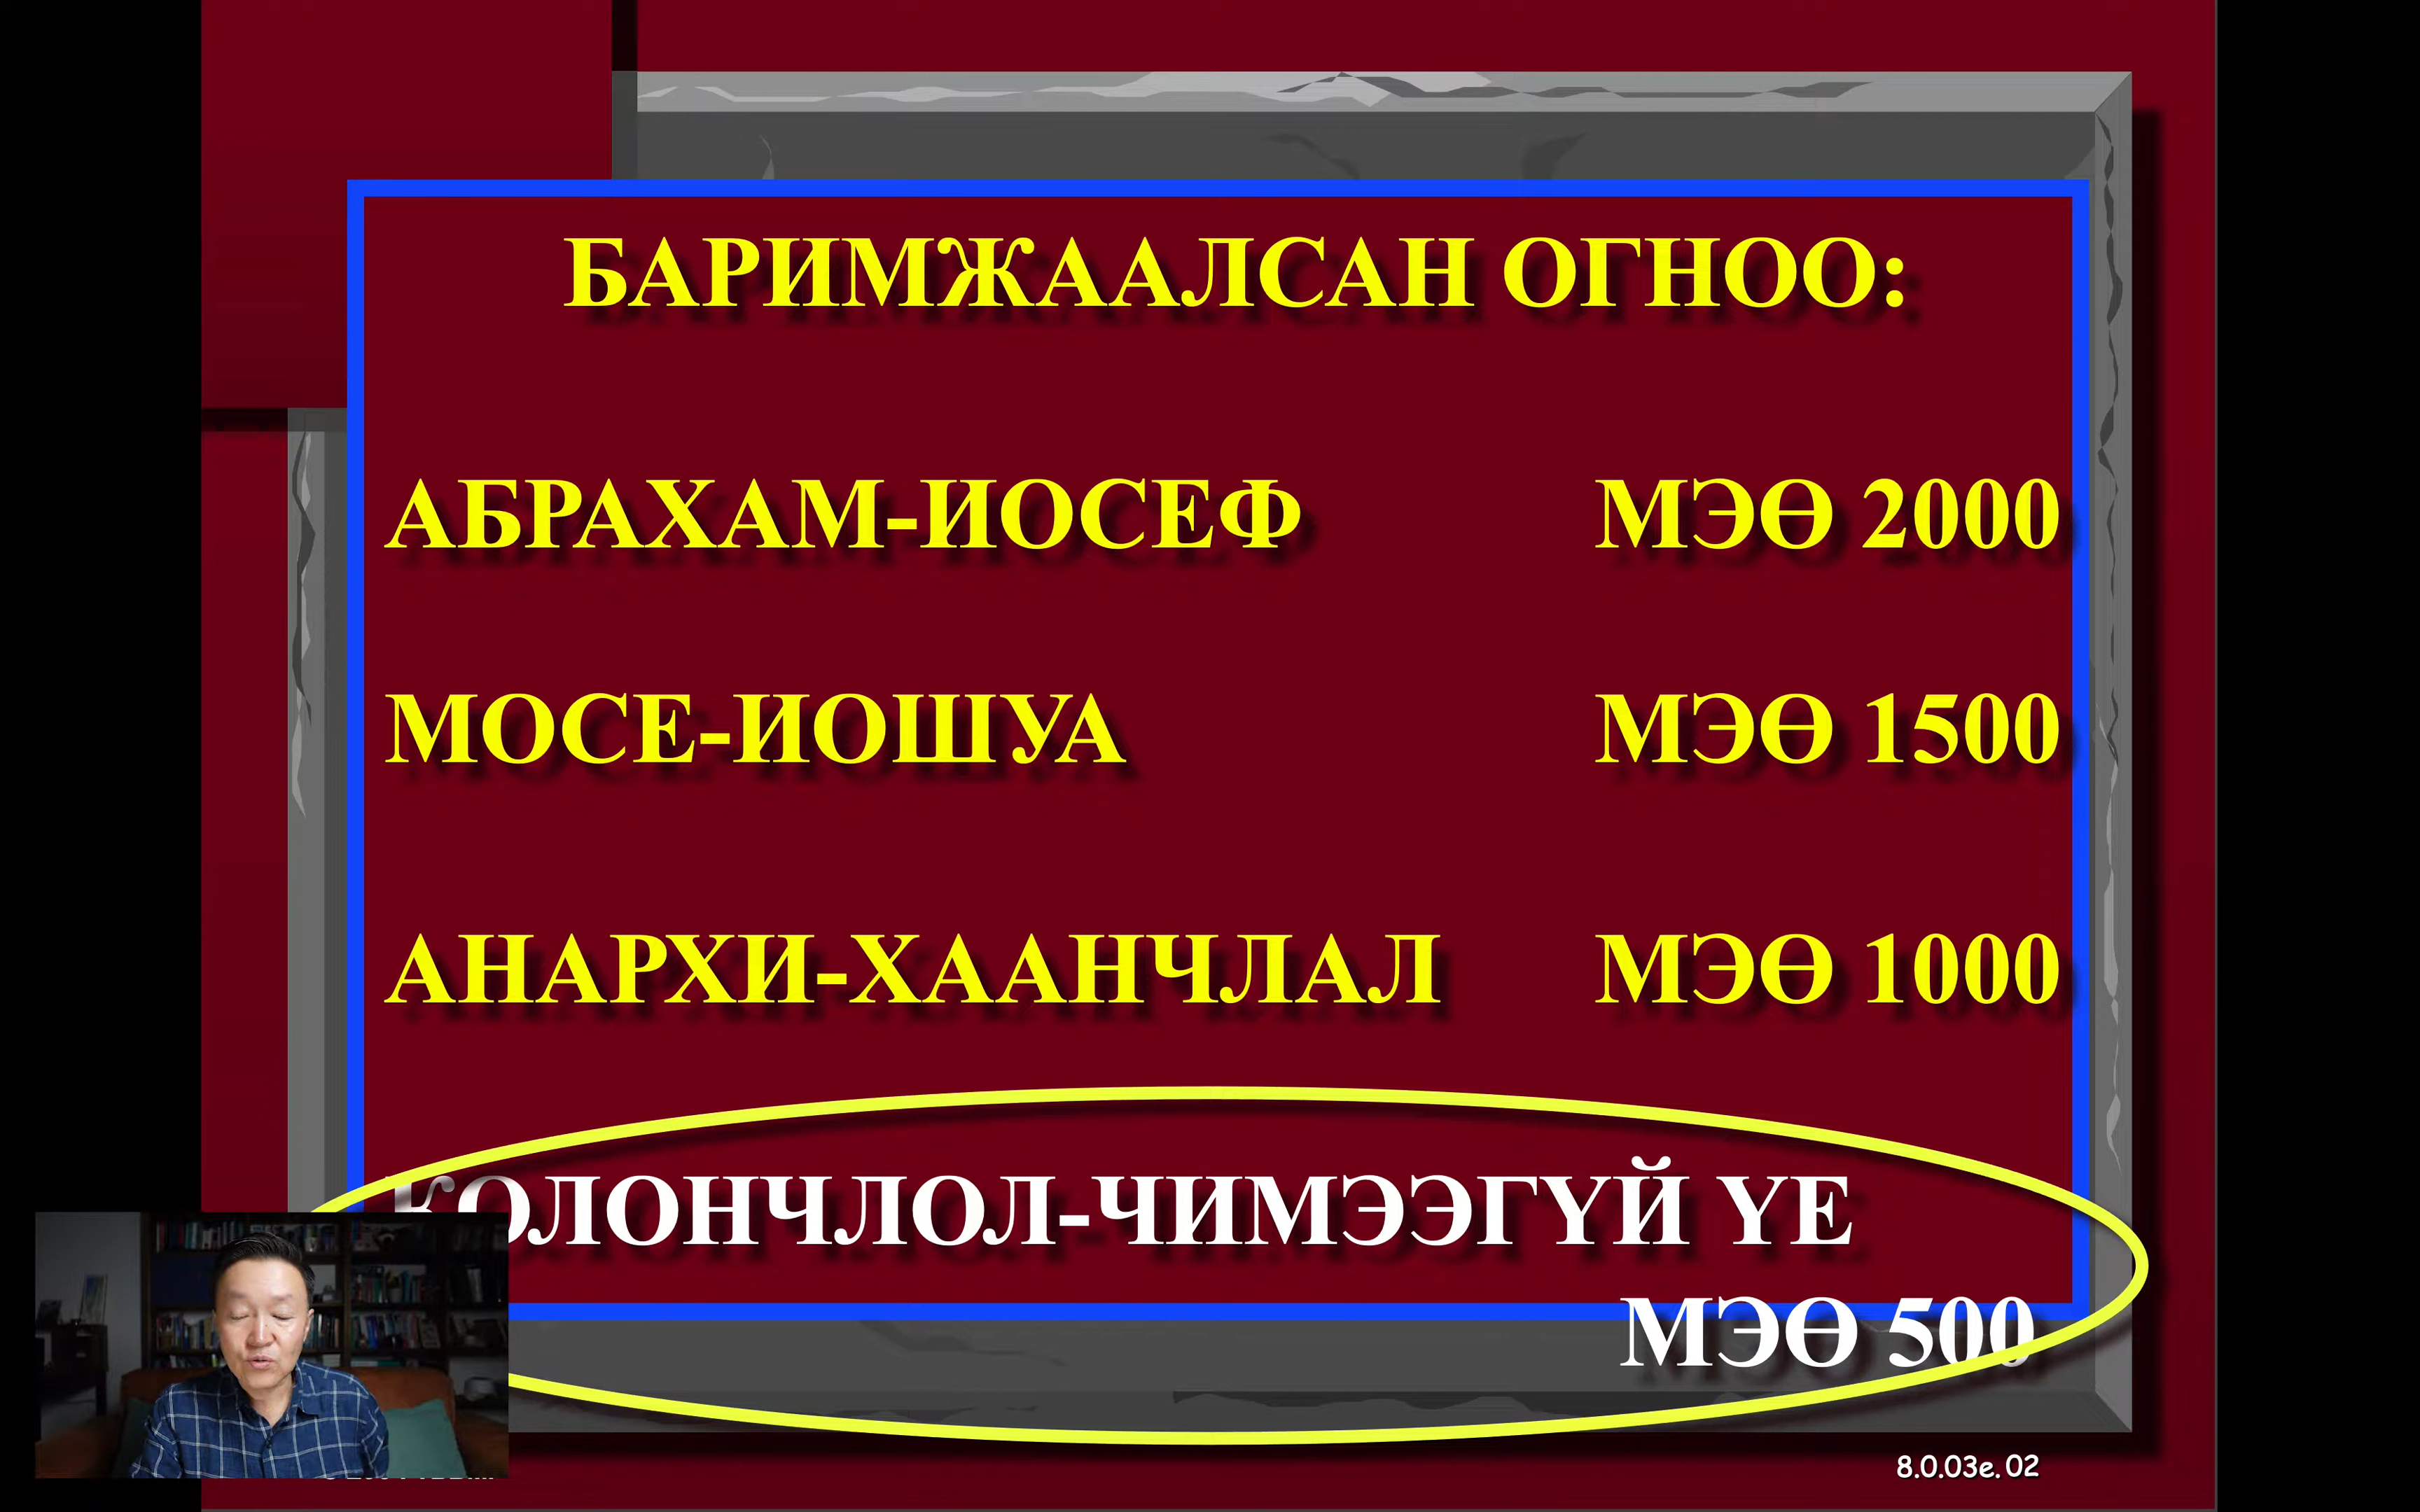 БАРИМЖААЛСАН ОГНОО:
АБРАХАМ-ИОСЕФ МЭӨ 2000
МОСЕ-ИОШУА МЭӨ 1500
АНАРХИ-ХААНЧЛАЛ МЭӨ 1000
КОЛОНЧЛОЛ-ЧИМЭЭГҮЙ ҮЕ
МЭӨ 500
8.0.03e. 02